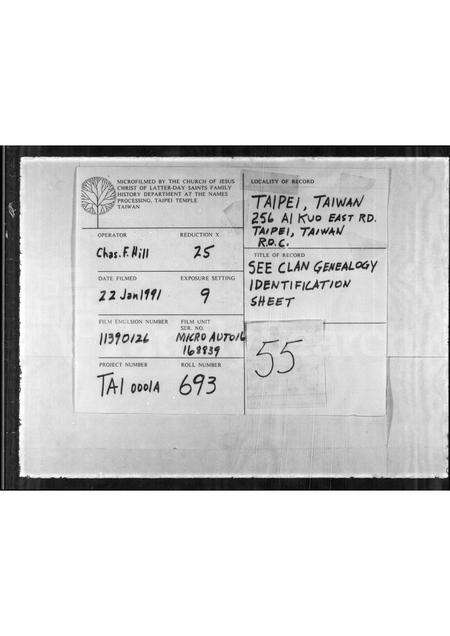 MICROFILMED BY THE CHURCH OF JESUS
CHRIST OF LATTER-DAY SAINTS FAMILY
HISTORY DEPARTMENT AT THE NAMES
PROCESSING, TAIPEI TEMPLE
TAIWAN
OPERATOR
REDUCTION X
Chas. F. Hill
25
DATE FILMED
EXPOSURE SETTING
22 Jan 1991
9
FILM EMULSION NUMBER
FILM UNIT
SER. NO.
11390126
MICRO AUTO16
168839
PROJECT NUMBER
ROLL NUMBER
TAI 0001A
693
LOCALITY OF RECORD
TAIPEI, TAIWAN
256 AI KUO EAST RD.
TAIPEI, TAIWAN
R.O.C.
TITLE OF RECORD
SEE CLAN GENEALOGY
IDENTIFICATION
SHEET
55